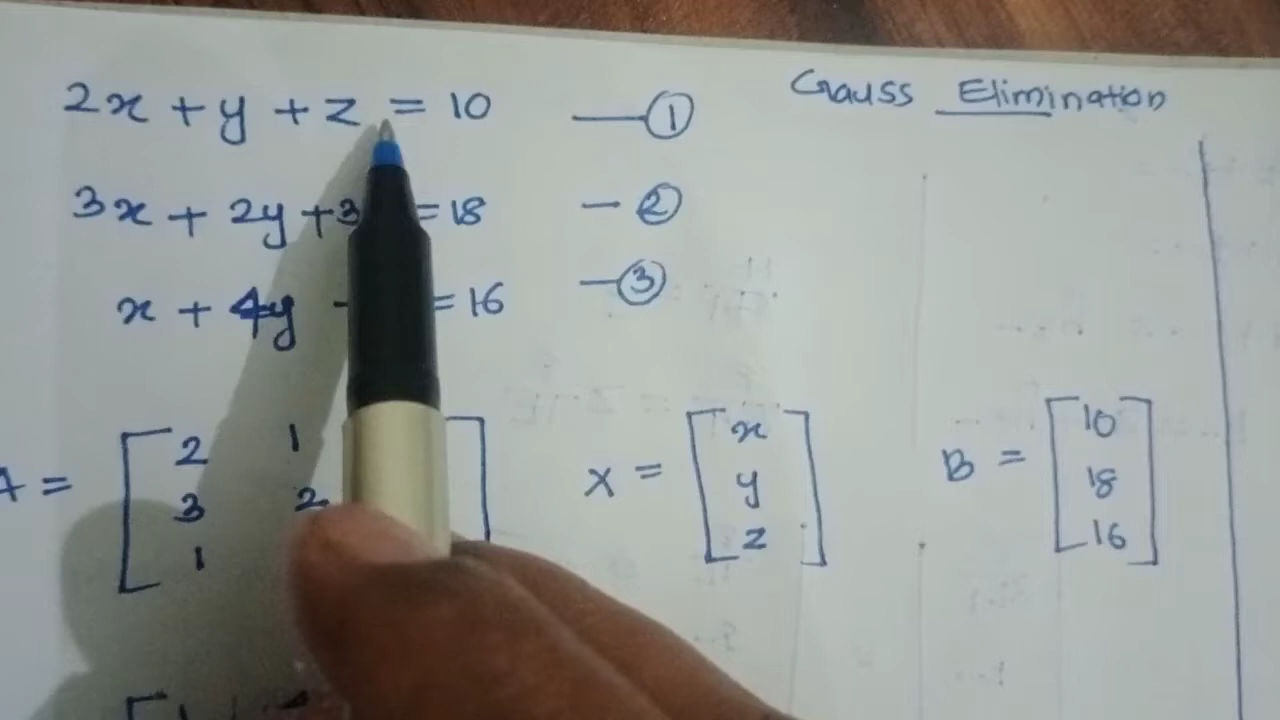 Gauss Elimination
2x + y + z = 10 —①
3x + 2y + 3 = 18 — ②
x + 4y = 16 —③
A = [ 2 1
3 2
1 ]
X = [ x
y
z ]
B = [ 10
18
16 ]